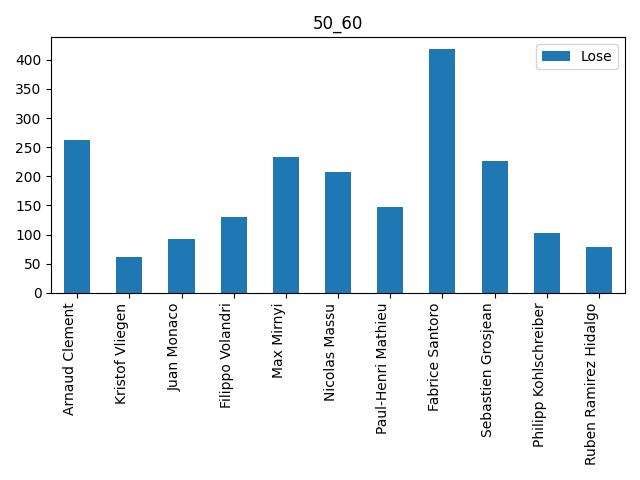 50_60
Lose
400
350
300
250
200
150
100
50
0
Arnaud Clement
Kristof Vliegen
Juan Monaco
Filippo Volandri
Max Mirnyi
Nicolas Massu
Paul-Henri Mathieu
Fabrice Santoro
Sebastien Grosjean
Philipp Kohlschreiber
Ruben Ramirez Hidalgo